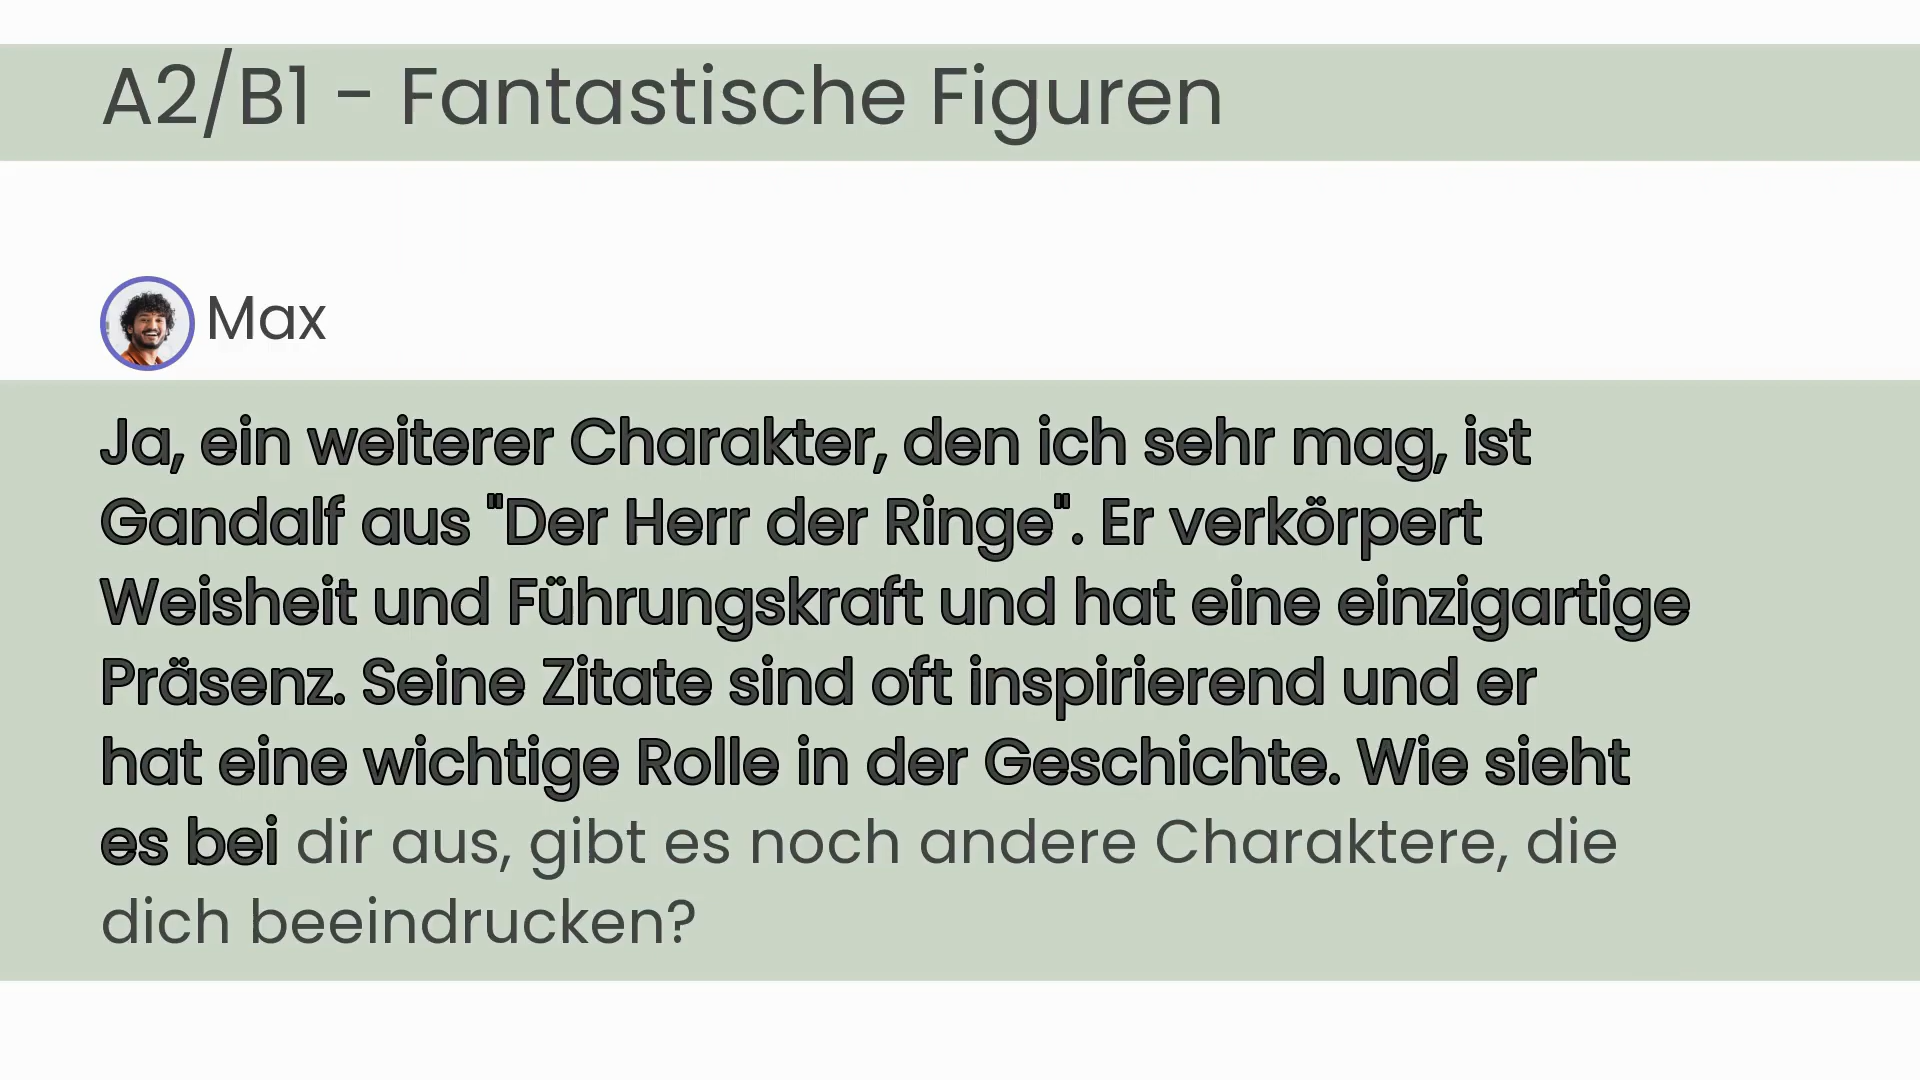 A2/B1 - Fantastische Figuren
Max
Ja, ein weiterer Charakter, den ich sehr mag, ist
Gandalf aus "Der Herr der Ringe". Er verkörpert
Weisheit und Führungskraft und hat eine einzigartige
Präsenz. Seine Zitate sind oft inspirierend und er
hat eine wichtige Rolle in der Geschichte. Wie sieht
es bei dir aus, gibt es noch andere Charaktere, die
dich beeindrucken?